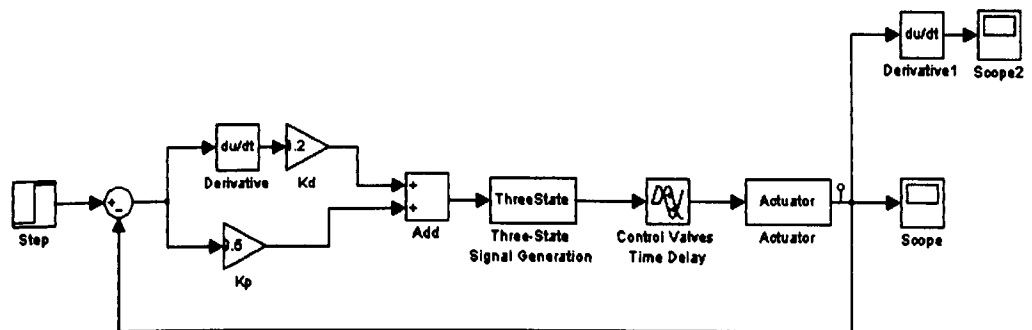 du/dt
Derivative1
Scope2
du/dt
Derivative
.2
Kd
Step
+
−
+
+
Add
ThreeState
Three-State
Signal Generation
Control Valves
Time Delay
Actuator
Actuator
Scope
.5
Kp